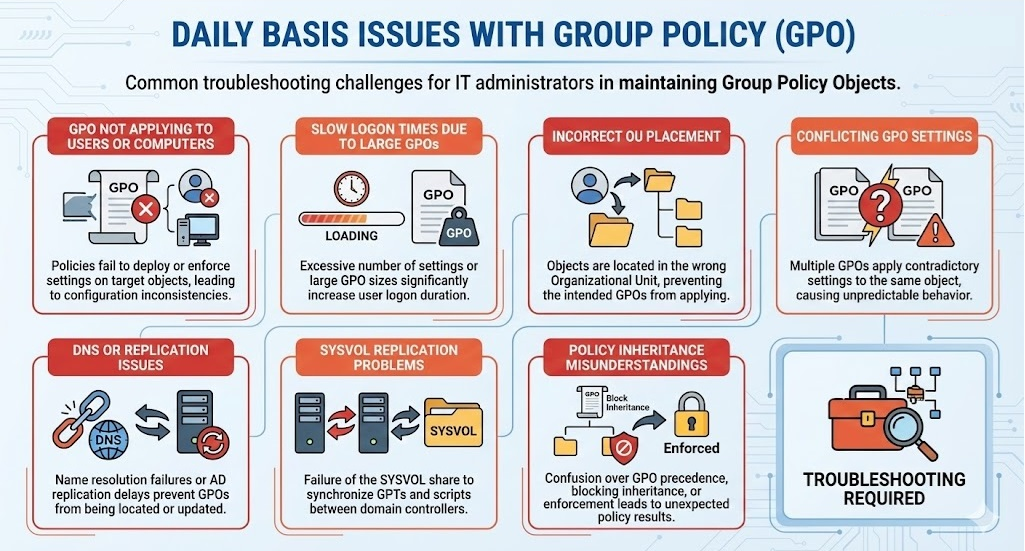 DAILY BASIS ISSUES WITH GROUP POLICY (GPO)
Common troubleshooting challenges for IT administrators in maintaining Group Policy Objects.
GPO NOT APPLYING TO
USERS OR COMPUTERS
GPO
Policies fail to deploy or enforce
settings on target objects, leading
to configuration inconsistencies.
SLOW LOGON TIMES DUE
TO LARGE GPOs
LOADING
GPO
GPO
Excessive number of settings or
large GPO sizes significantly
increase user logon duration.
INCORRECT OU PLACEMENT
Objects are located in the wrong
Organizational Unit, preventing
the intended GPOs from applying.
CONFLICTING GPO SETTINGS
GPO
?
GPO
!
Multiple GPOs apply contradictory
settings to the same object,
causing unpredictable behavior.
DNS OR REPLICATION
ISSUES
DNS
Name resolution failures or AD
replication delays prevent GPOs
from being located or updated.
SYSVOL REPLICATION
PROBLEMS
SYSVOL
Failure of the SYSVOL share to
synchronize GPTs and scripts
between domain controllers.
POLICY INHERITANCE
MISUNDERSTANDINGS
GPO
Block
Inheritance
Enforced
Confusion over GPO precedence,
blocking inheritance, or
enforcement leads to unexpected
policy results.
TROUBLESHOOTING
REQUIRED